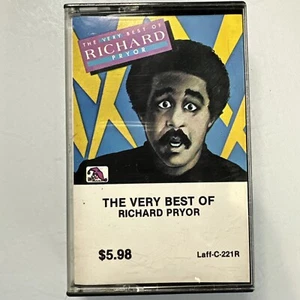 THE VERY BEST OF
RICHARD
PRYOR
THE VERY BEST OF
RICHARD PRYOR
$5.98
Laff-C-221R